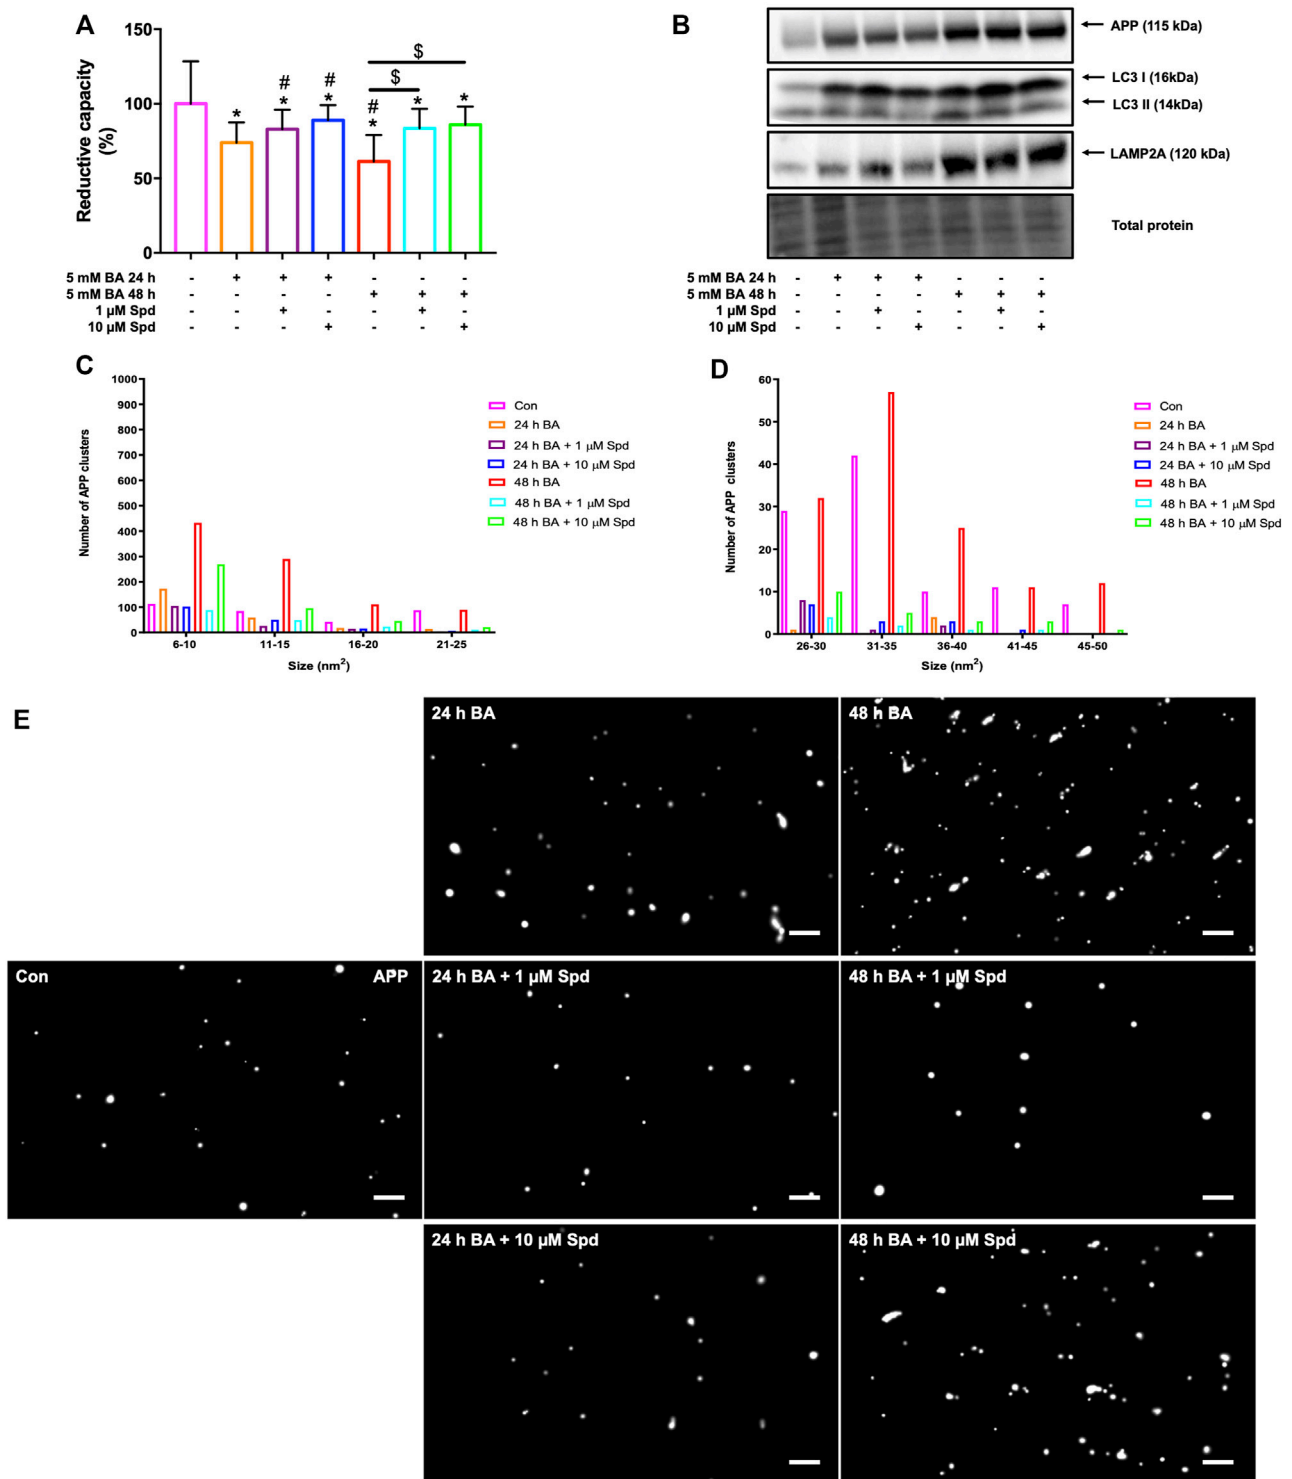 A
150
100
50
0
Reductive capacity
(%)
*
#
*
#
*
#
*
$
*
$
*
5 mM BA 24 h - + + + - - -
5 mM BA 48 h - - - - + + +
1 µM Spd - - + - - + -
10 µM Spd - - - + - - +
B
APP (115 kDa)
LC3 I (16kDa)
LC3 II (14kDa)
LAMP2A (120 kDa)
Total protein
5 mM BA 24 h - + + + - - -
5 mM BA 48 h - - - - + + +
1 µM Spd - - + - - + -
10 µM Spd - - - + - - +
C
1000
900
800
700
600
500
400
300
200
100
0
Number of APP clusters
6-10 11-15 16-20 21-25
Size (nm²)
Con
24 h BA
24 h BA + 1 µM Spd
24 h BA + 10 µM Spd
48 h BA
48 h BA + 1 µM Spd
48 h BA + 10 µM Spd
D
60
50
40
30
20
10
0
Number of APP clusters
26-30 31-35 36-40 41-45 45-50
Size (nm²)
Con
24 h BA
24 h BA + 1 µM Spd
24 BA + 10 µM Spd
48 h BA
48 h BA + 1 µM Spd
48 h BA + 10 µM Spd
E
24 h BA
48 h BA
Con APP
24 h BA + 1 µM Spd
48 h BA + 1 µM Spd
24 h BA + 10 µM Spd
48 h BA + 10 µM Spd